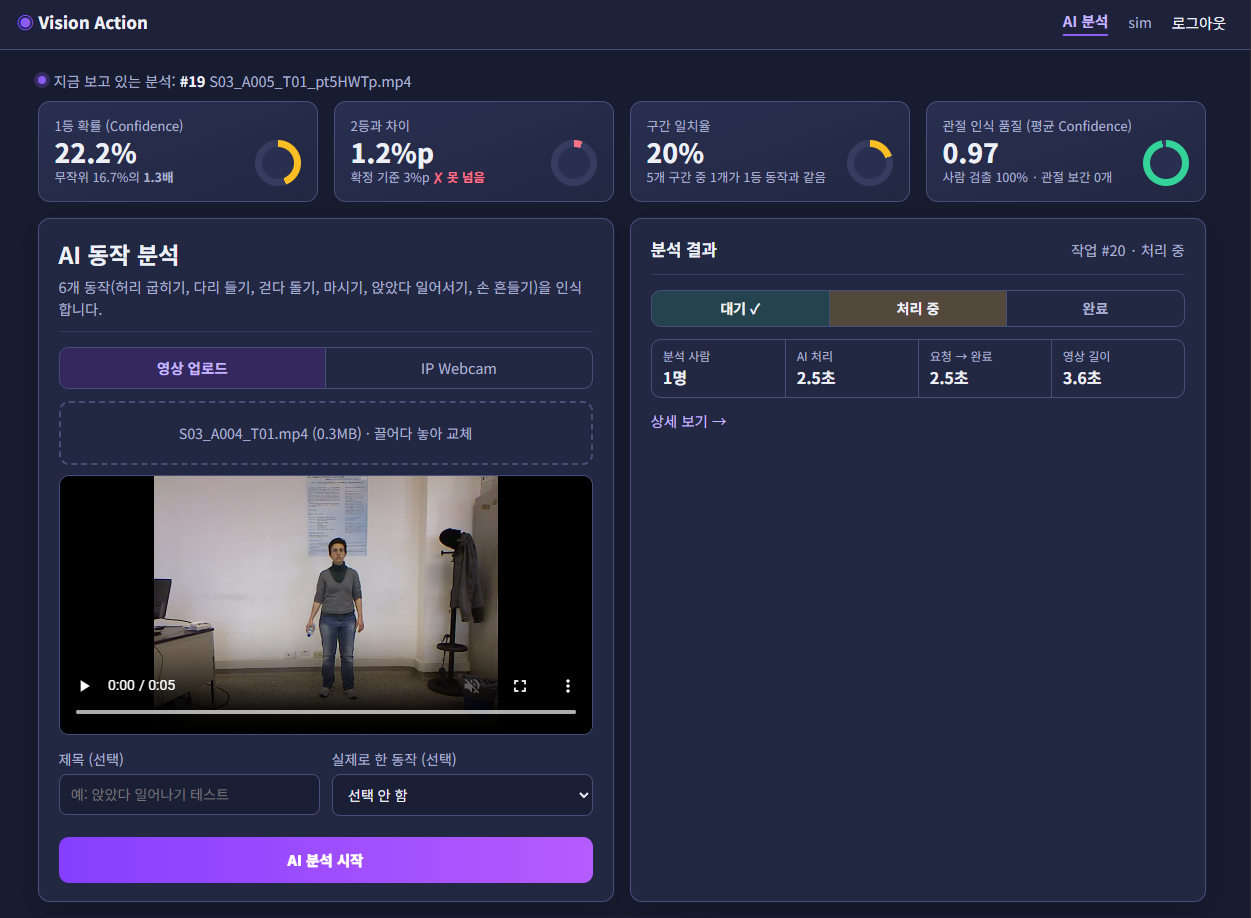 Vision Action
AI 분석
sim
로그아웃
지금 보고 있는 분석: #19 S03_A005_T01_pt5HWTp.mp4
1등 확률 (Confidence)
22.2%
무작위 16.7%의 1.3배
2등과 차이
1.2%p
확정 기준 3%p ✗ 못 넘음
구간 일치율
20%
5개 구간 중 1개가 1등 동작과 같음
관절 인식 품질 (평균 Confidence)
0.97
사람 검출 100% · 관절 보간 0개
AI 동작 분석
6개 동작(허리 굽히기, 다리 들기, 걷다 돌기, 마시기, 앉았다 일어서기, 손 흔들기)을 인식
합니다.
영상 업로드
IP Webcam
S03_A004_T01.mp4 (0.3MB) · 끌어다 놓아 교체
0:00 / 0:05
제목 (선택)
실제로 한 동작 (선택)
예: 앉았다 일어나기 테스트
선택 안 함
AI 분석 시작
분석 결과
작업 #20 · 처리 중
대기 ✓
처리 중
완료
분석 사람
1명
AI 처리
2.5초
요청 → 완료
2.5초
영상 길이
3.6초
상세 보기 →